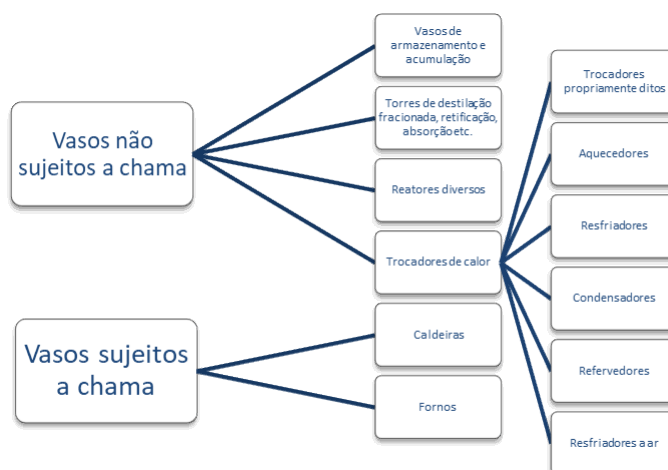 Vasos não
sujeitos a chama
Vasos de
armazenamento e
acumulação
Torres de destilação
fracionada, retificação,
absorção etc.
Reatores diversos
Trocadores de calor
Trocadores
propriamente ditos
Aquecedores
Resfriadores
Condensadores
Refervedores
Resfriadores a ar
Vasos sujeitos
a chama
Caldeiras
Fornos